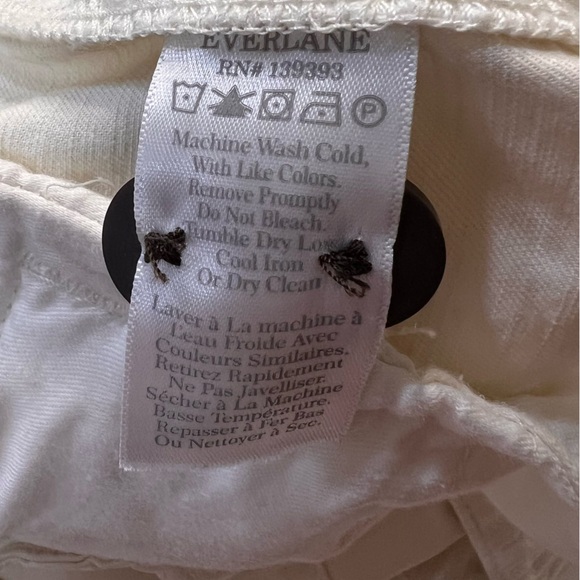 EVERLANE
RN# 139393
P
Machine Wash Cold,
With Like Colors.
Remove Promptly
Do Not Bleach.
Tumble Dry Low
Cool Iron
Or Dry Clean
Laver à La machine à
L'eau Froide Avec
Couleurs Similaires.
Retirez Rapidement
Ne Pas Javelliser.
Sécher à La Machine
Basse Température.
Repasser à Fer Bas
Ou Nettoyer à Sec.